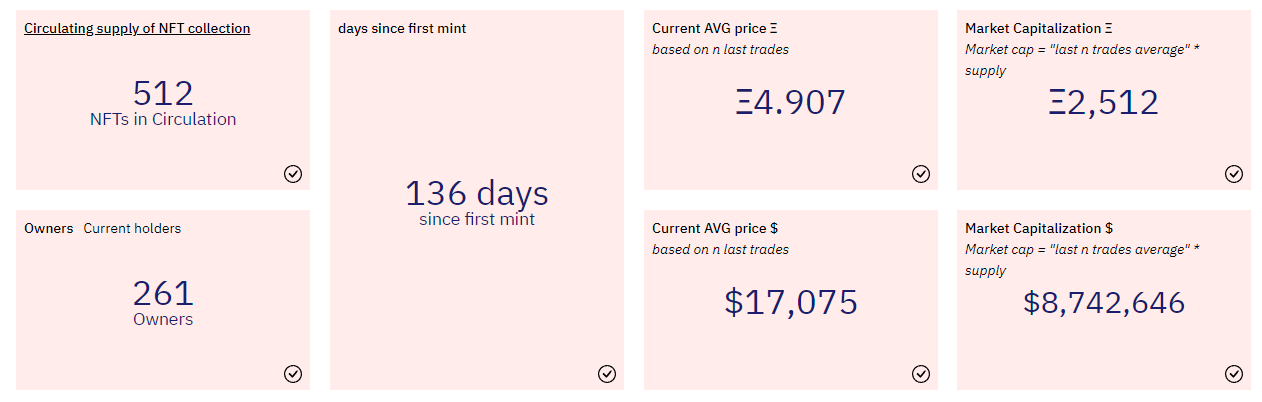 Circulating supply of NFT collection
512
NFTs in Circulation
days since first mint
136 days
since first mint
Current AVG price Ξ
based on n last trades
Ξ4.907
Market Capitalization Ξ
Market cap = "last n trades average" *
supply
Ξ2,512
Owners Current holders
261
Owners
Current AVG price $
based on n last trades
$17,075
Market Capitalization $
Market cap = "last n trades average" *
supply
$8,742,646